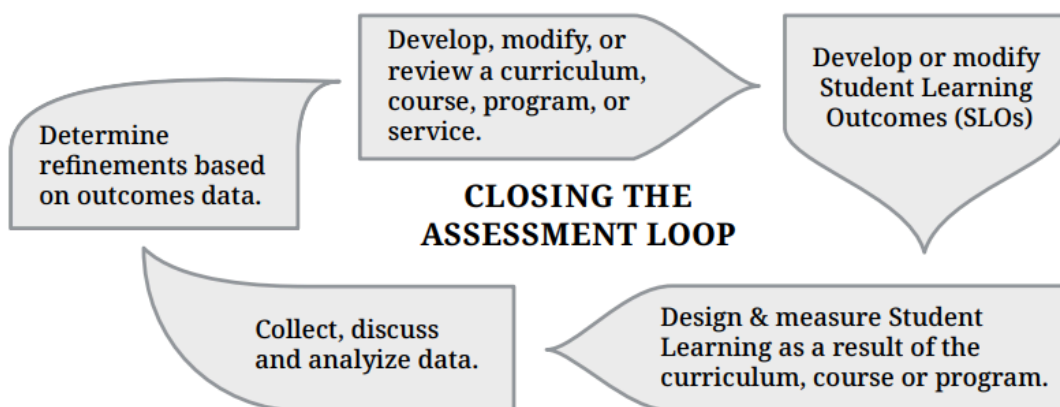 Develop, modify, or
review a curriculum,
course, program, or
service.
Develop or modify
Student Learning
Outcomes (SLOs)
Determine
refinements based
on outcomes data.
CLOSING THE
ASSESSMENT LOOP
Collect, discuss
and analyize data.
Design & measure Student
Learning as a result of the
curriculum, course or program.